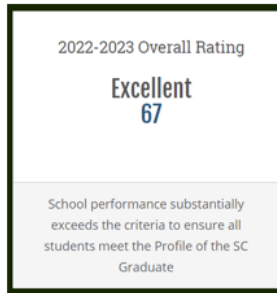 2022-2023 Overall Rating
Excellent
67
School performance substantially
exceeds the criteria to ensure all
students meet the Profile of the SC
Graduate